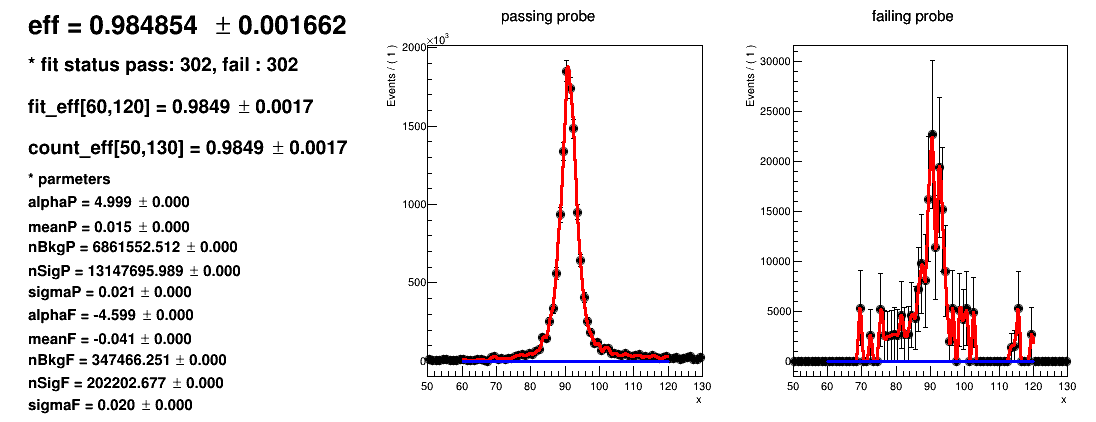 eff = 0.984854 ± 0.001662
* fit status pass: 302, fail : 302
fit_eff[60,120] = 0.9849 ± 0.0017
count_eff[50,130] = 0.9849 ± 0.0017
* parmeters
alphaP = 4.999 ± 0.000
meanP = 0.015 ± 0.000
nBkgP = 6861552.512 ± 0.000
nSigP = 13147695.989 ± 0.000
sigmaP = 0.021 ± 0.000
alphaF = -4.599 ± 0.000
meanF = -0.041 ± 0.000
nBkgF = 347466.251 ± 0.000
nSigF = 202202.677 ± 0.000
sigmaF = 0.020 ± 0.000
passing probe
×10³
Events / ( 1 )
2000
1500
1000
500
0
50 60 70 80 90 100 110 120 130
x
failing probe
Events / ( 1 )
30000
25000
20000
15000
10000
5000
0
50 60 70 80 90 100 110 120 130
x